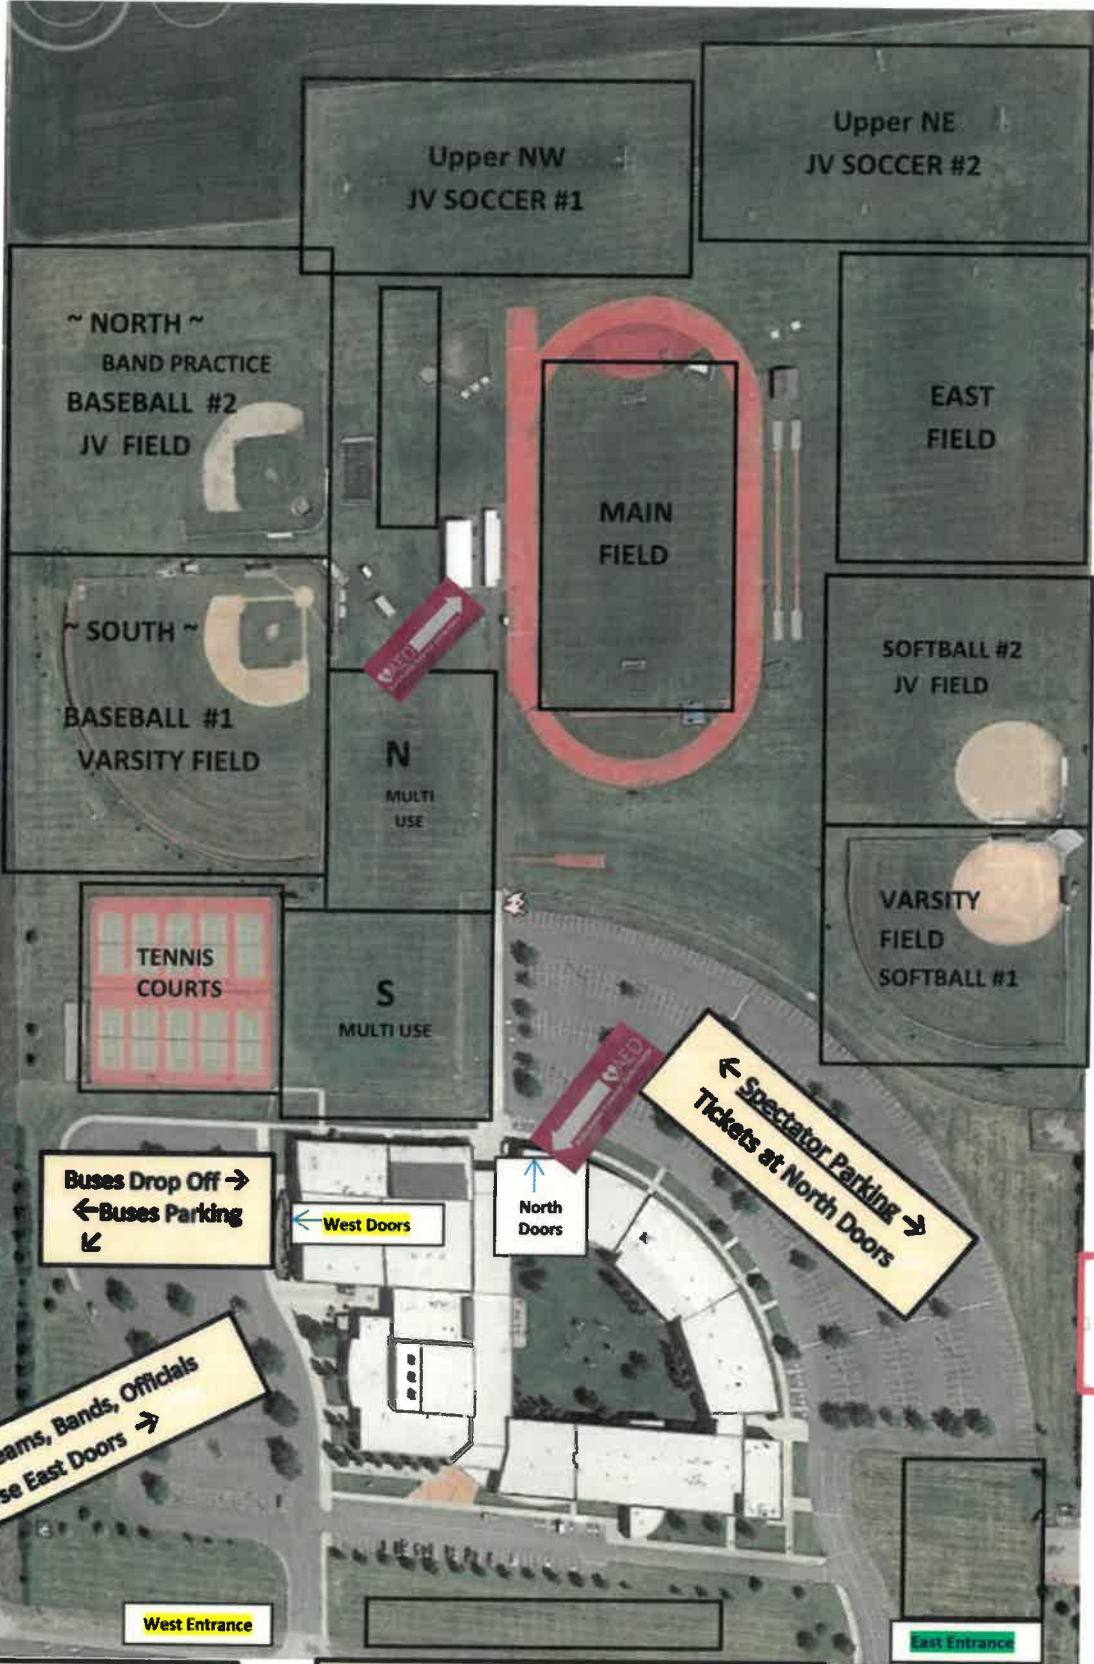 Upper NW
JV SOCCER #1
Upper NE
JV SOCCER #2
~ NORTH ~
BAND PRACTICE
BASEBALL #2
JV FIELD
MAIN
FIELD
EAST
FIELD
~ SOUTH ~
BASEBALL #1
VARSITY FIELD
AED
N
MULTI
USE
SOFTBALL #2
JV FIELD
VARSITY
FIELD
SOFTBALL #1
TENNIS
COURTS
S
MULTI USE
AED
← Spectator Parking →
Tickets at North Doors
Buses Drop Off →
←Buses Parking
↙
West Doors
North
Doors
eams, Bands, Officials
se East Doors →
West Entrance
East Entrance